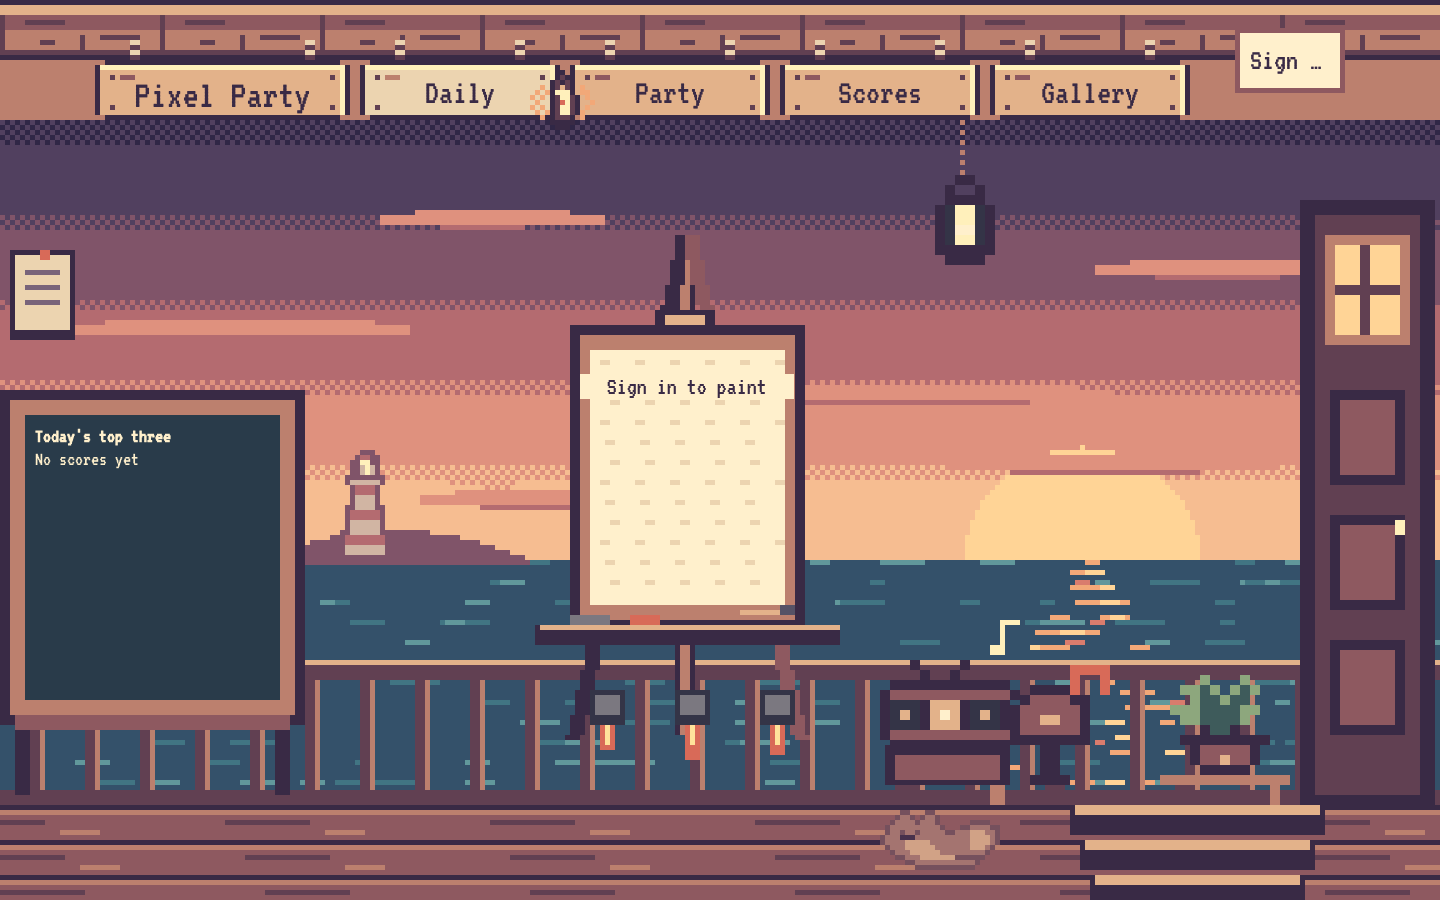 Pixel Party
Daily
Party
Scores
Gallery
Sign …
Sign in to paint
Today's top three
No scores yet